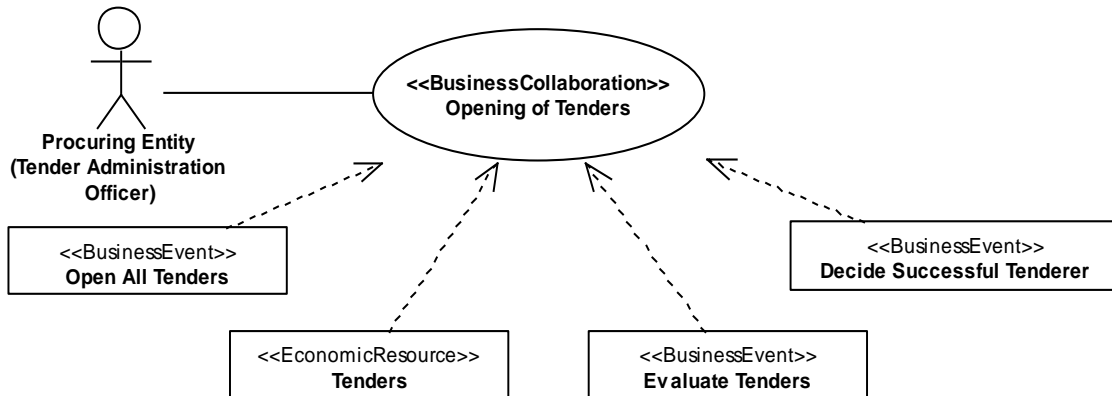 <<BusinessCollaboration>>
Opening of Tenders
Procuring Entity
(Tender Administration
Officer)
<<BusinessEvent>>
Open All Tenders
<<BusinessEvent>>
Decide Successful Tenderer
<<EconomicResource>>
Tenders
<<BusinessEvent>>
Evaluate Tenders